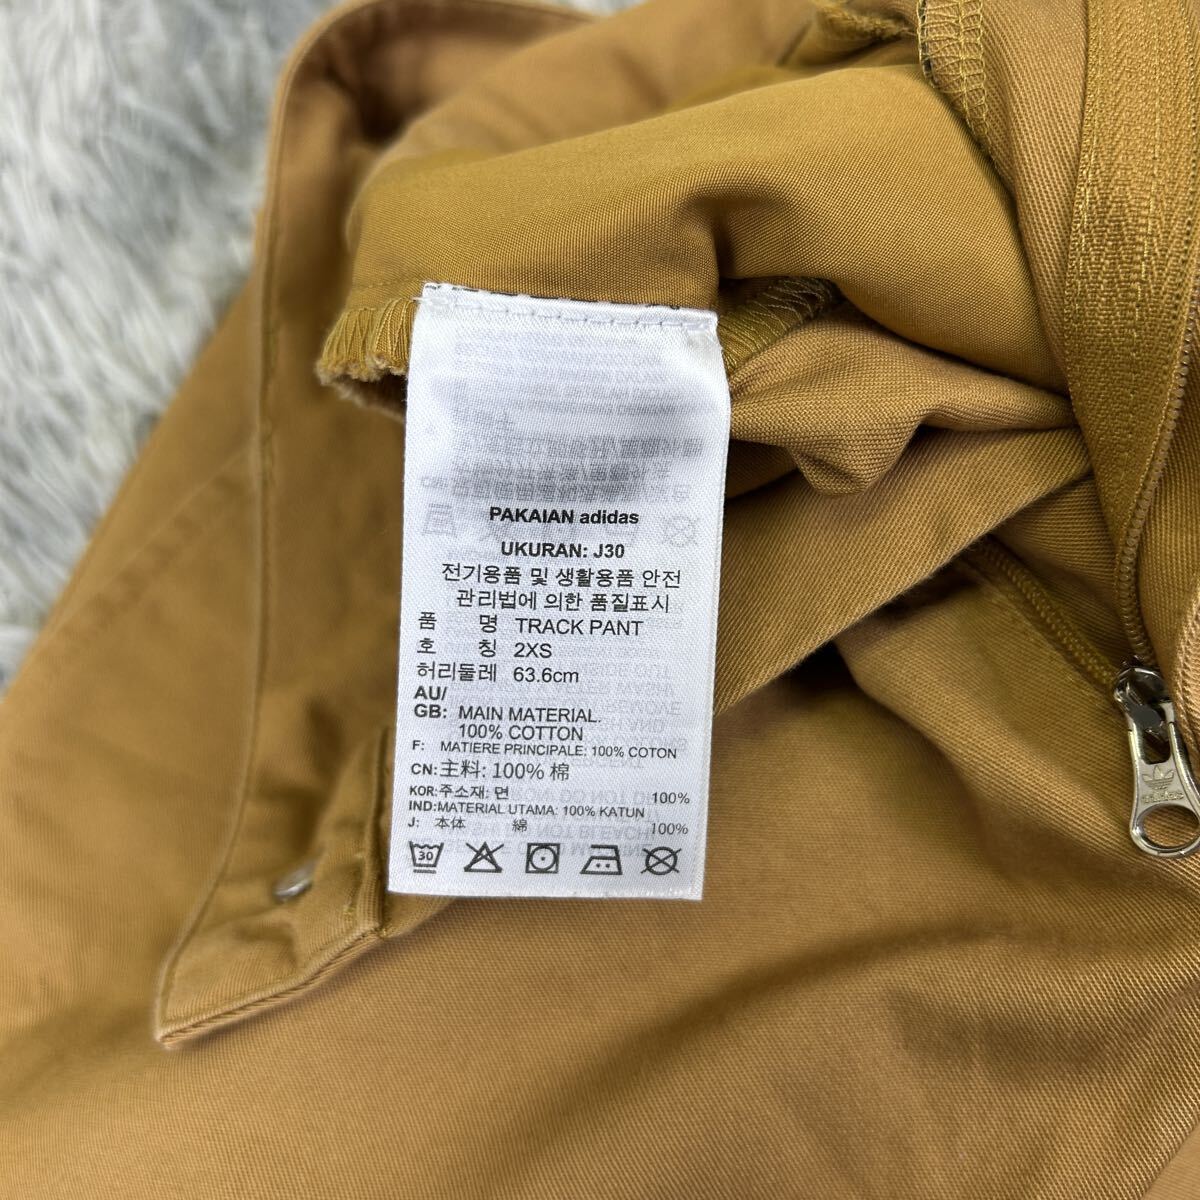 PAKAIAN adidas
UKURAN: J30
전기용품 및 생활용품 안전
관리법에 의한 품질표시
품 명 TRACK PANT
호 칭 2XS
허리둘레 63.6cm
AU/
GB: MAIN MATERIAL.
100% COTTON
F: MATIERE PRINCIPALE: 100% COTON
CN: 主料: 100% 棉
KOR: 주소재: 면 100%
IND:MATERIAL UTAMA: 100% KATUN
J: 本体 綿 100%
30